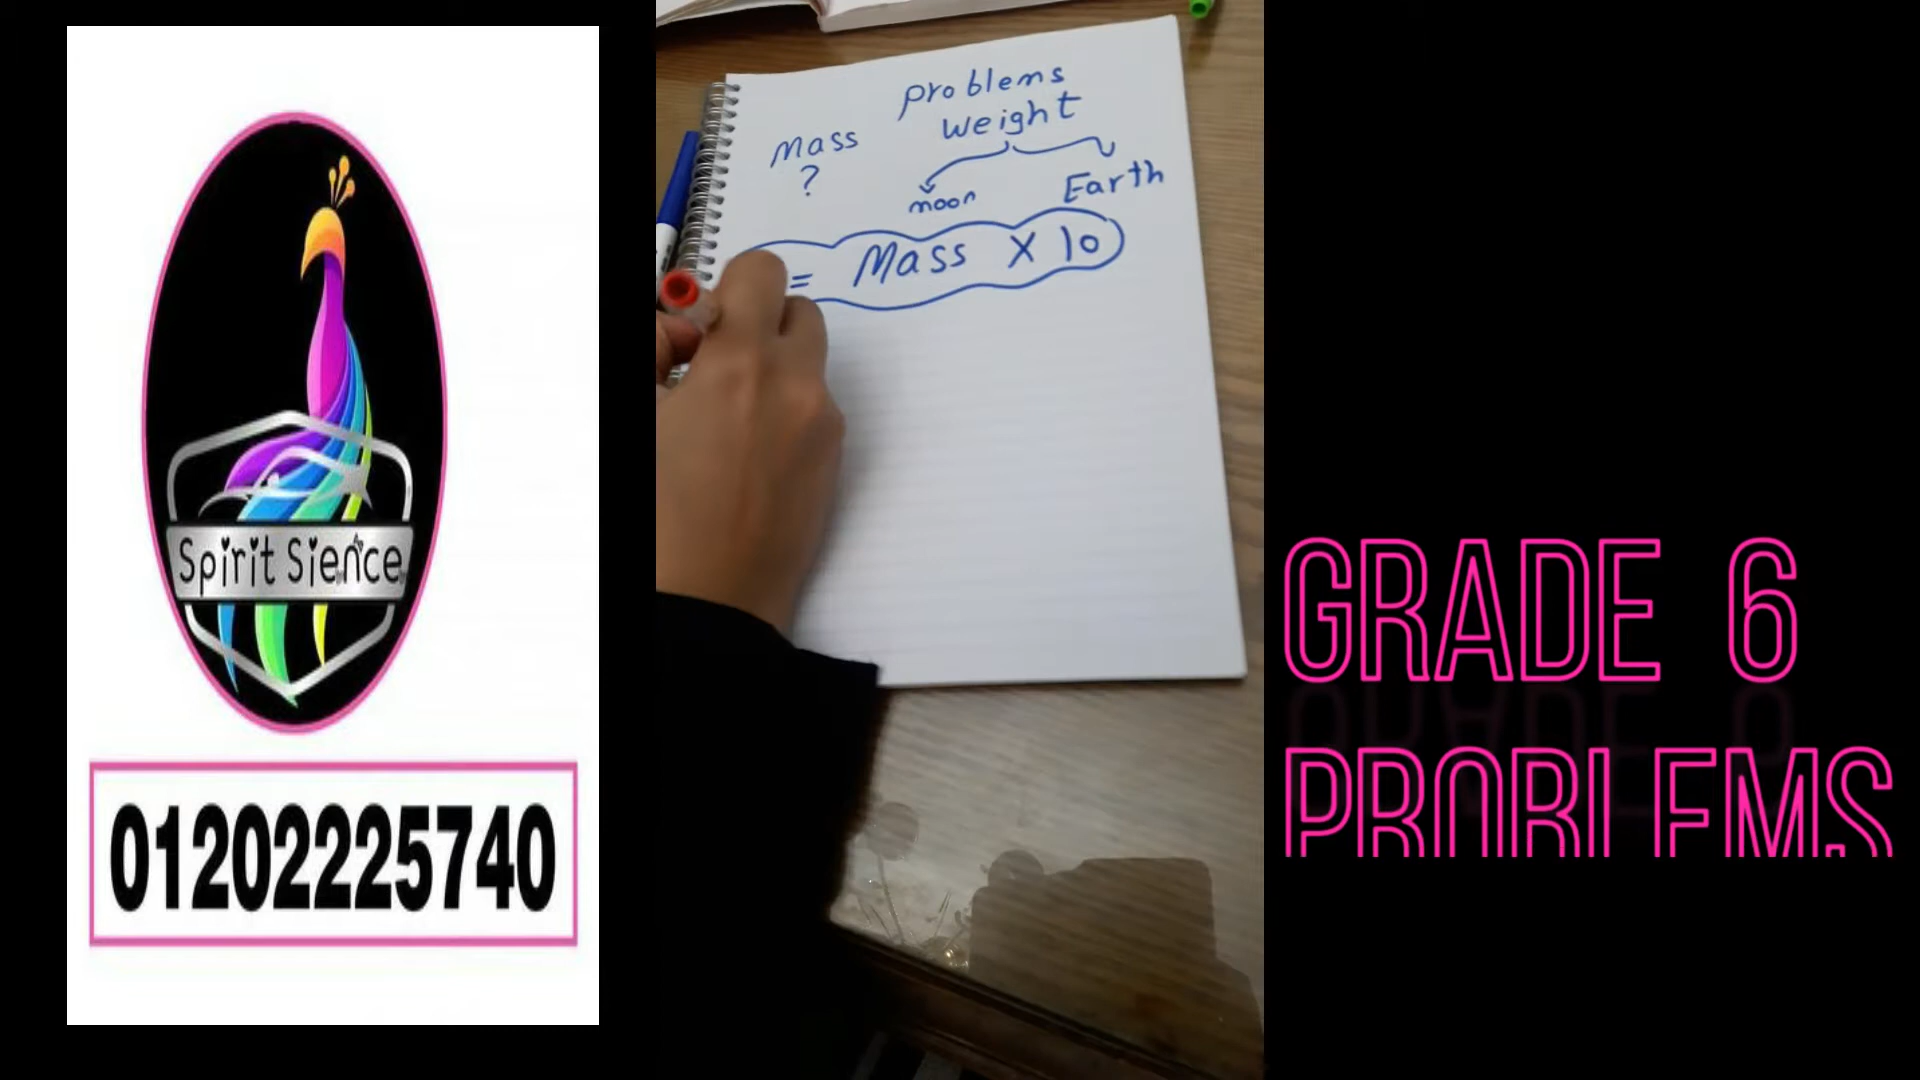 Spirit Sience
01202225740
Problems
Weight
Mass
?
moon
Earth
= Mass X 10
GRADE 6
PROBLEMS